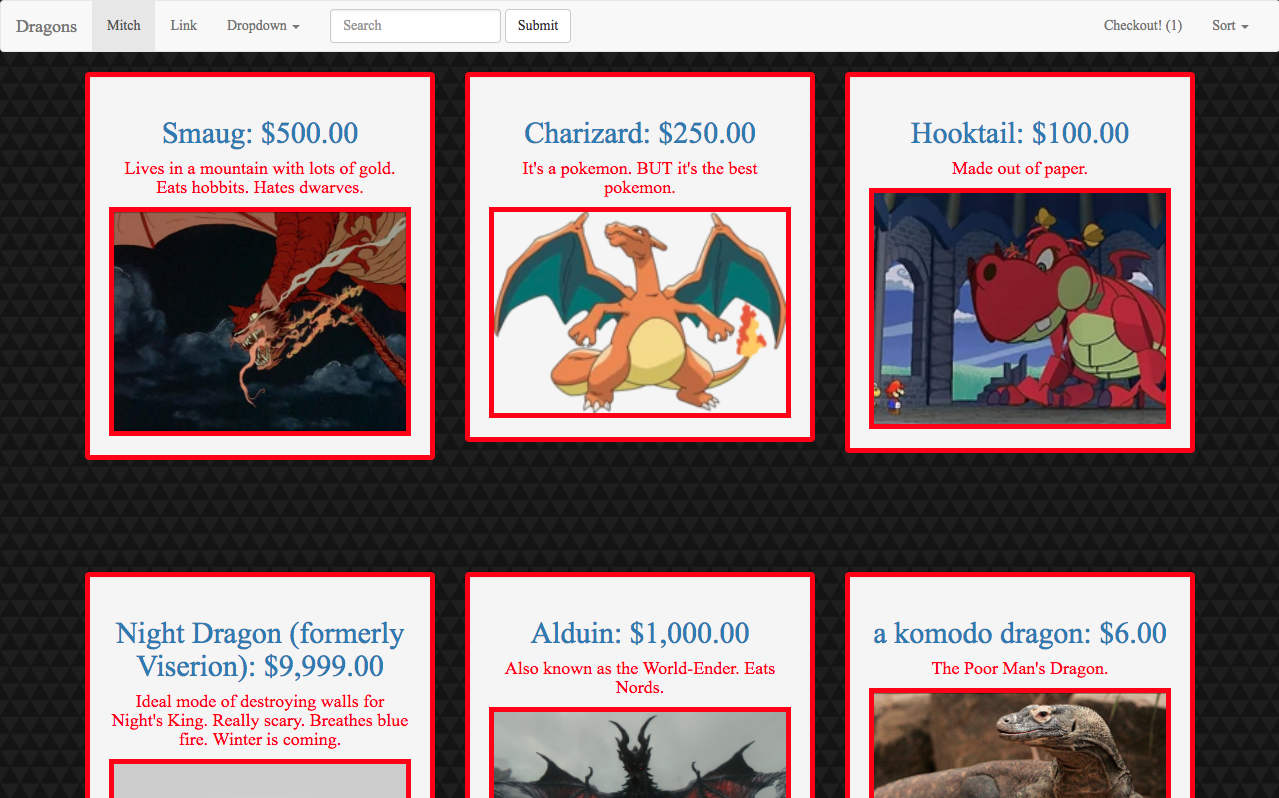 Dragons Mitch Link Dropdown Search Submit Checkout! (1) Sort
Smaug: $500.00
Lives in a mountain with lots of gold.
Eats hobbits. Hates dwarves.
Charizard: $250.00
It's a pokemon. BUT it's the best
pokemon.
Hooktail: $100.00
Made out of paper.
Night Dragon (formerly
Viserion): $9,999.00
Ideal mode of destroying walls for
Night's King. Really scary. Breathes blue
fire. Winter is coming.
Alduin: $1,000.00
Also known as the World-Ender. Eats
Nords.
a komodo dragon: $6.00
The Poor Man's Dragon.